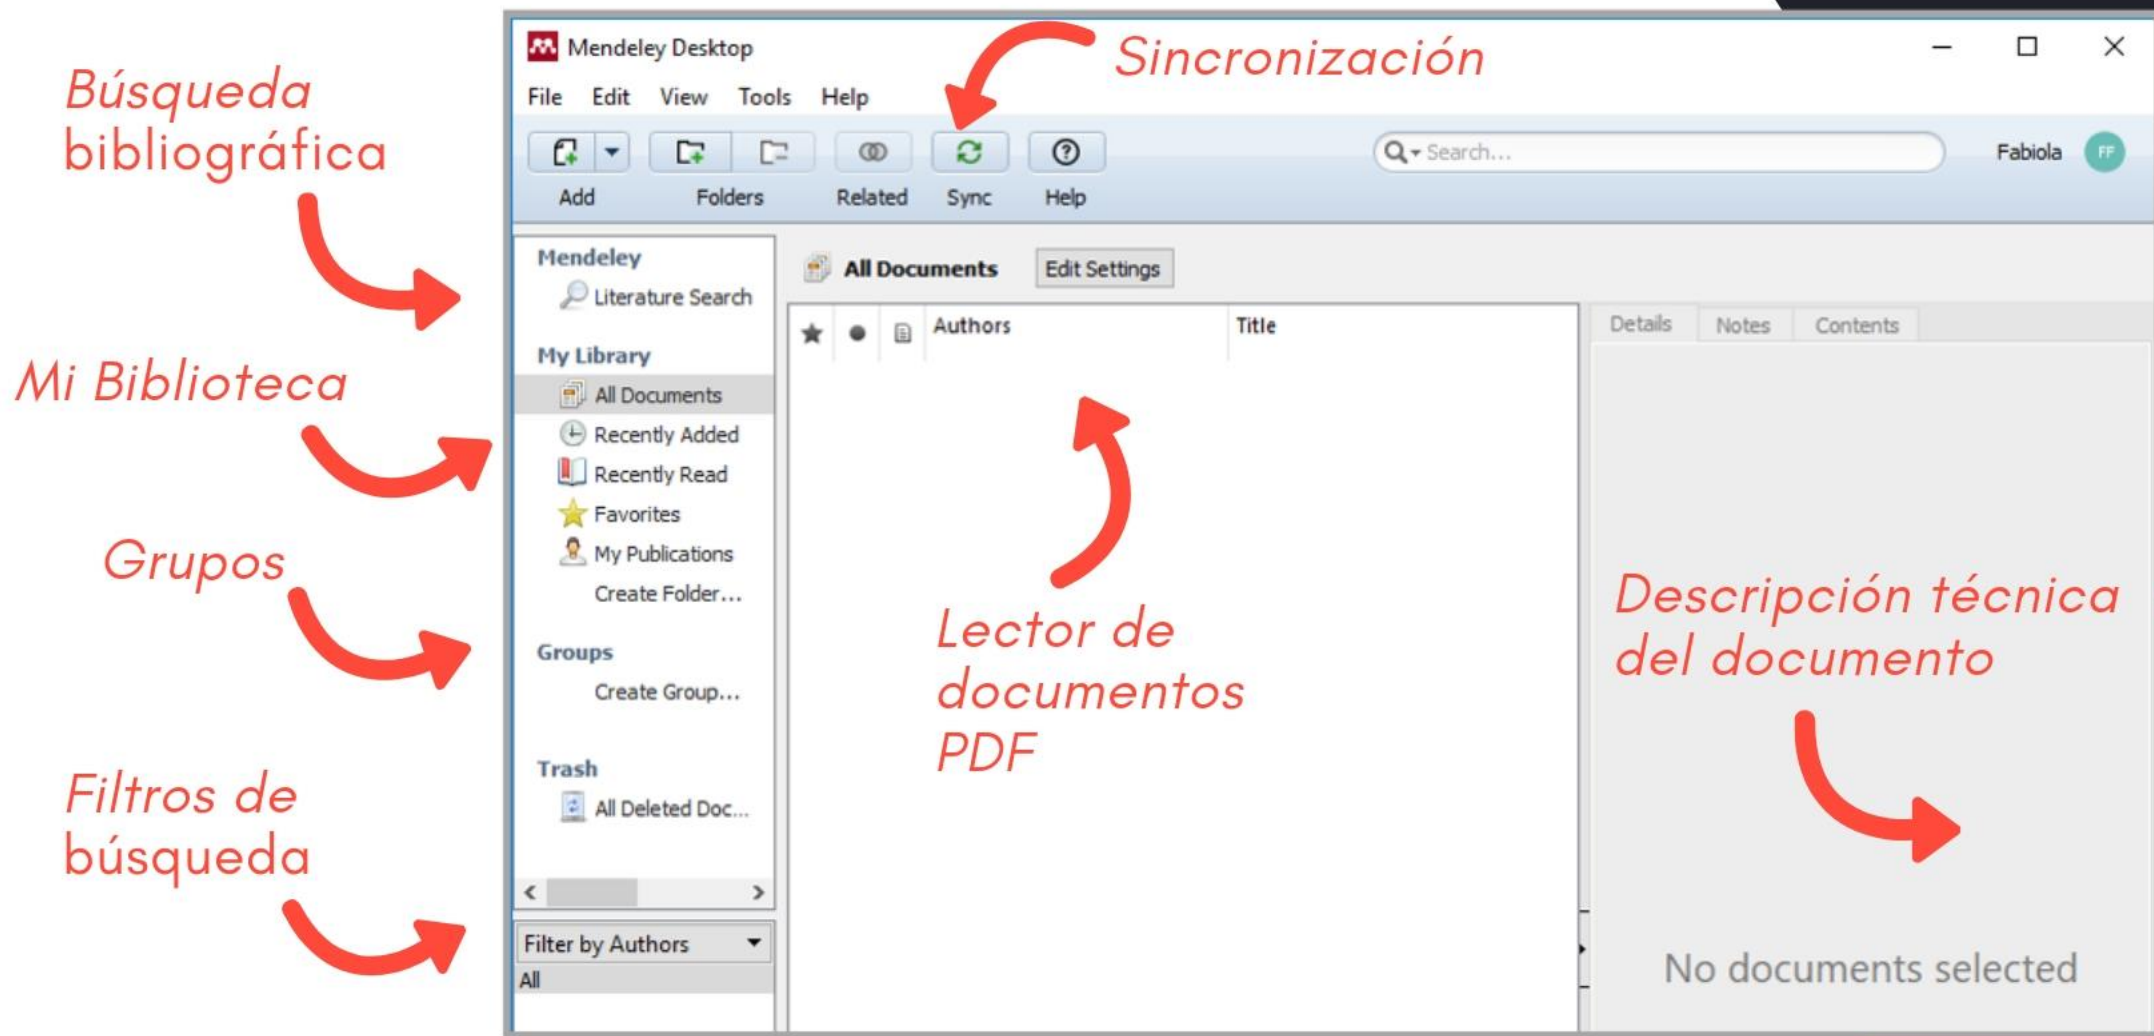 Mendeley Desktop
Sincronización
File Edit View Tools Help
Búsqueda
bibliográfica
Search...
Fabiola FF
Add Folders Related Sync Help
Mendeley
Literature Search
My Library
All Documents
Recently Added
Recently Read
Favorites
My Publications
Create Folder...
Groups
Create Group...
Trash
All Deleted Doc...
Filter by Authors
All
Mi Biblioteca
Grupos
Filtros de
búsqueda
All Documents Edit Settings
Authors Title
Lector de
documentos
PDF
Details Notes Contents
Descripción técnica
del documento
No documents selected